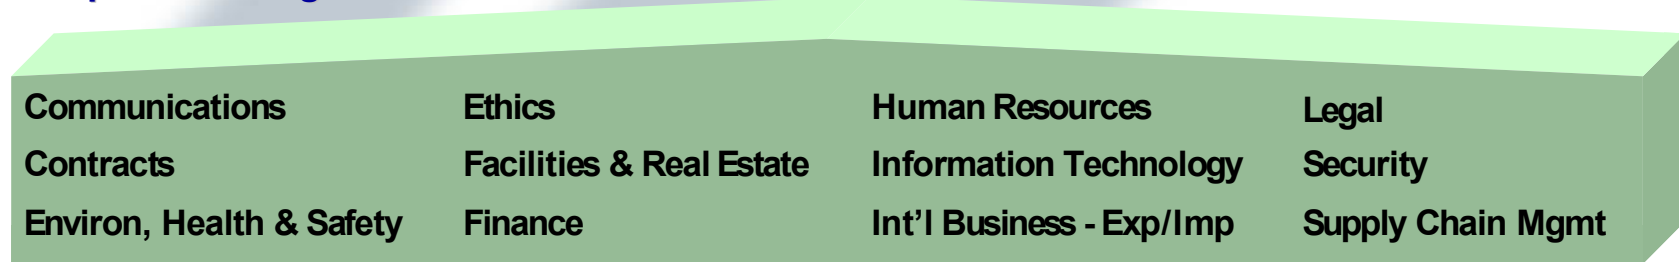 Communications
Contracts
Environ, Health & Safety
Ethics
Facilities & Real Estate
Finance
Human Resources
Information Technology
Int'l Business - Exp/Imp
Legal
Security
Supply Chain Mgmt